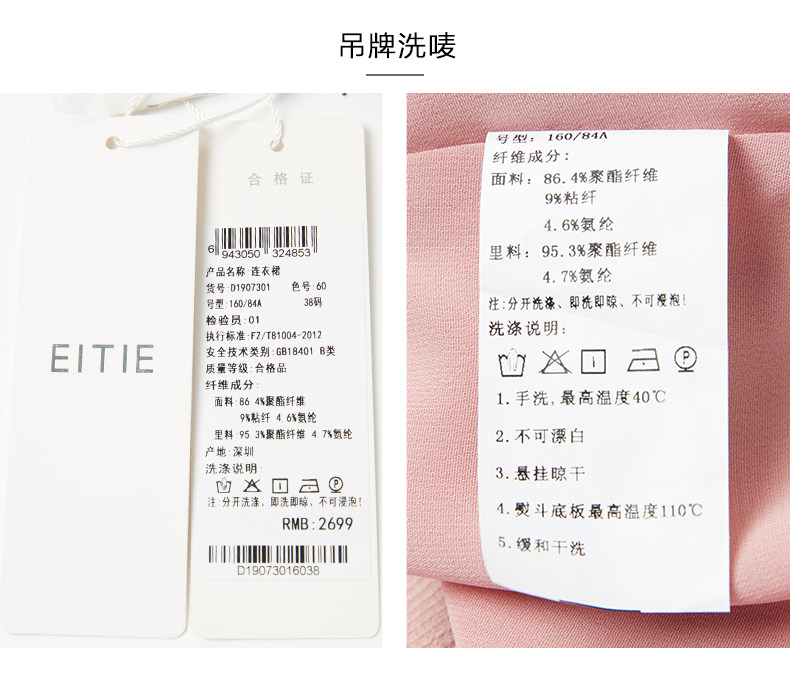 吊牌洗唛
EITIE
合格证
6 943050 324853
产品名称:连衣裙
货号:D1907301 色号:60
号型:160/84A 38码
检验员:01
执行标准:FZ/T81004-2012
安全技术类别:GB18401 B类
质量等级:合格品
纤维成分:
面料:86 4%聚酯纤维
9%粘纤 4.6%氨纶
里料:95 3%聚酯纤维 4.7%氨纶
产地:深圳
洗涤说明:
P
注:分开洗涤、即洗即晾、不可浸泡!
RMB:2699
D19073016038
号型: 160/84A
纤维成分:
面料: 86.4%聚酯纤维
9%粘纤
4.6%氨纶
里料: 95.3%聚酯纤维
4.7%氨纶
注:分开洗涤、即洗即晾、不可浸泡!
洗涤说明:
P
1.手洗,最高温度40℃
2.不可漂白
3.悬挂晾干
4.熨斗底板最高温度110℃
5.缓和干洗